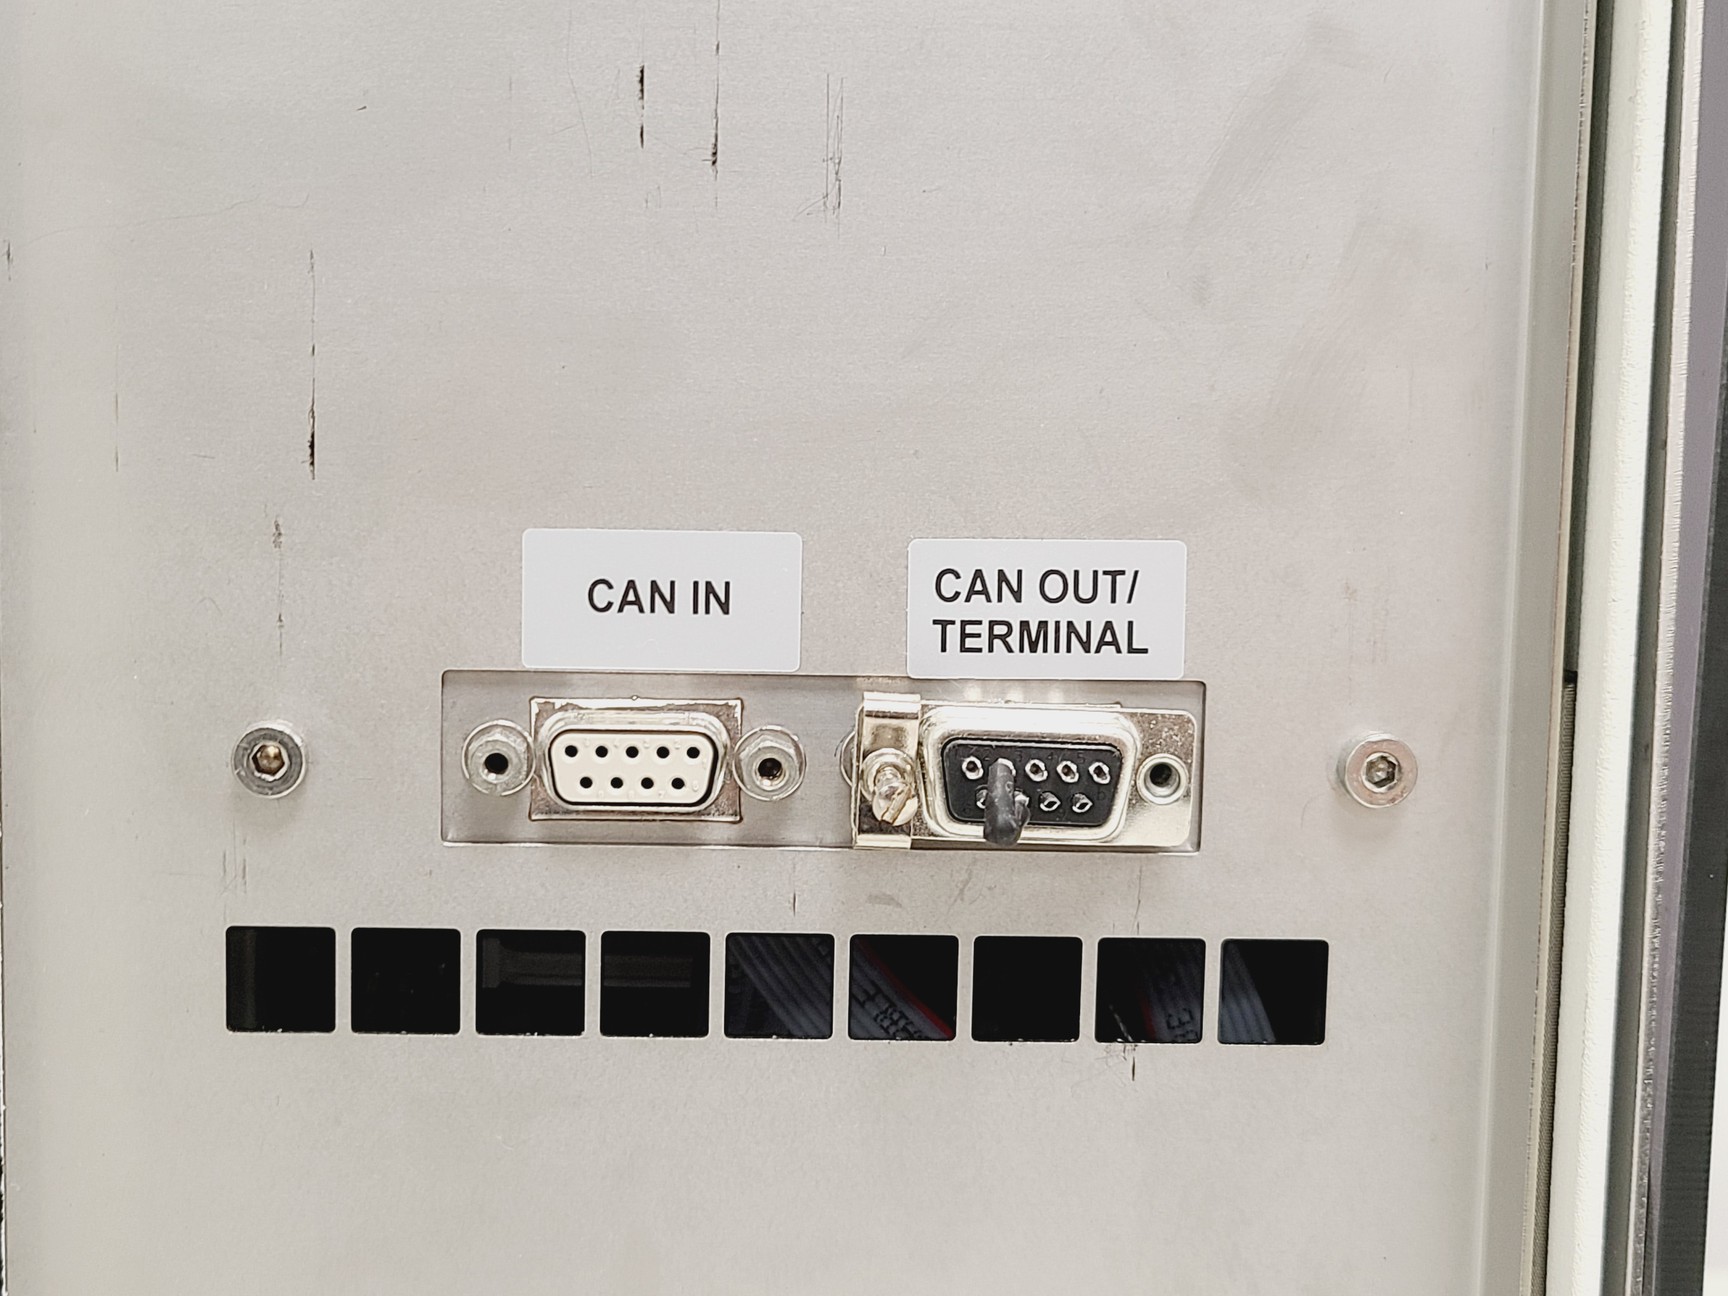 CAN IN
CAN OUT/
TERMINAL